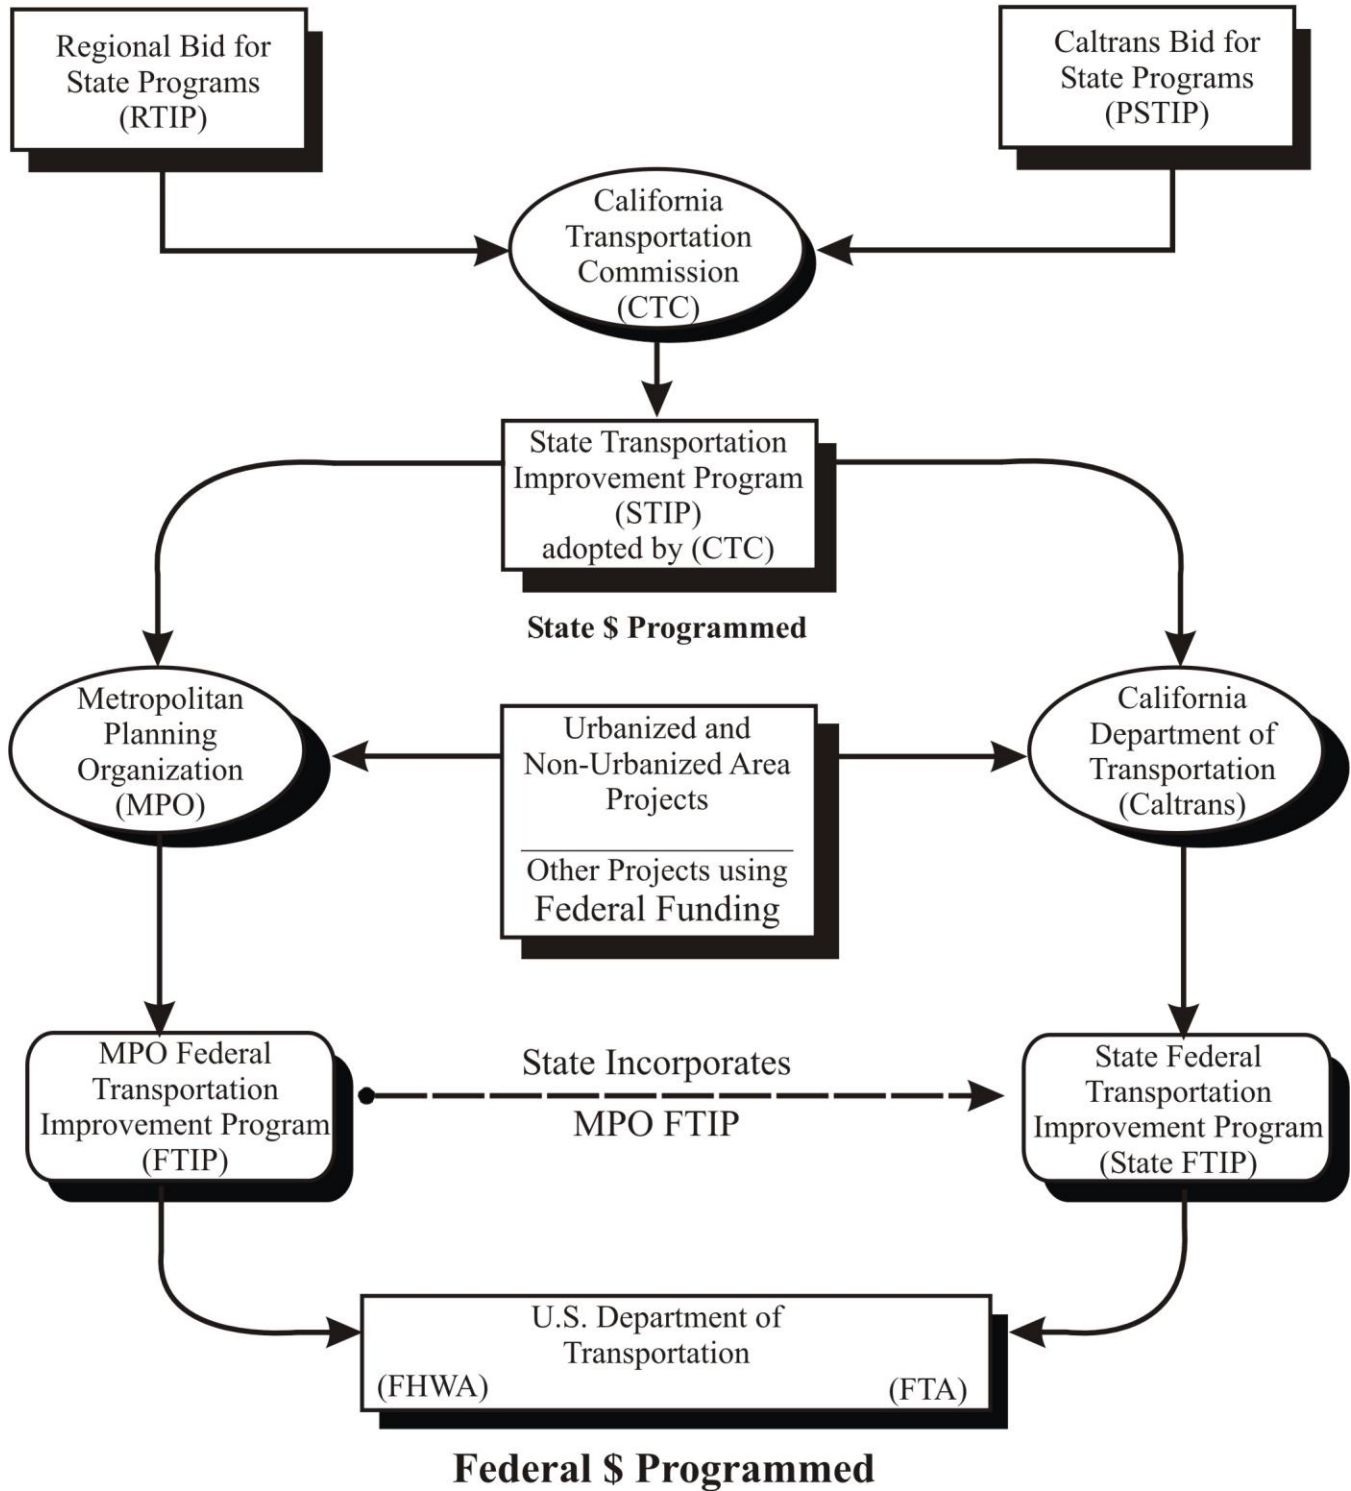 Regional Bid for
State Programs
(RTIP)
Caltrans Bid for
State Programs
(PSTIP)
California
Transportation
Commission
(CTC)
State Transportation
Improvement Program
(STIP)
adopted by (CTC)
State $ Programmed
Metropolitan
Planning
Organization
(MPO)
Urbanized and
Non-Urbanized Area
Projects
Other Projects using
Federal Funding
California
Department of
Transportation
(Caltrans)
MPO Federal
Transportation
Improvement Program
(FTIP)
State Incorporates
MPO FTIP
State Federal
Transportation
Improvement Program
(State FTIP)
U.S. Department of
Transportation
(FHWA)
(FTA)
Federal $ Programmed